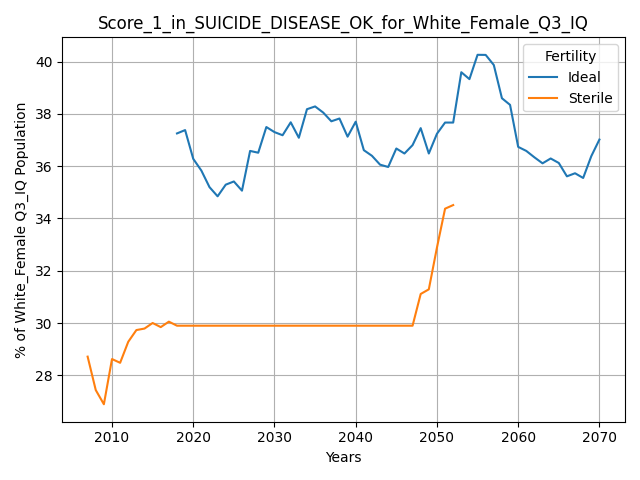 Score_1_in_SUICIDE_DISEASE_OK_for_White_Female_Q3_IQ
Fertility
Ideal
Sterile
% of White_Female Q3_IQ Population
40
38
36
34
32
30
28
2010
2020
2030
2040
2050
2060
2070
Years